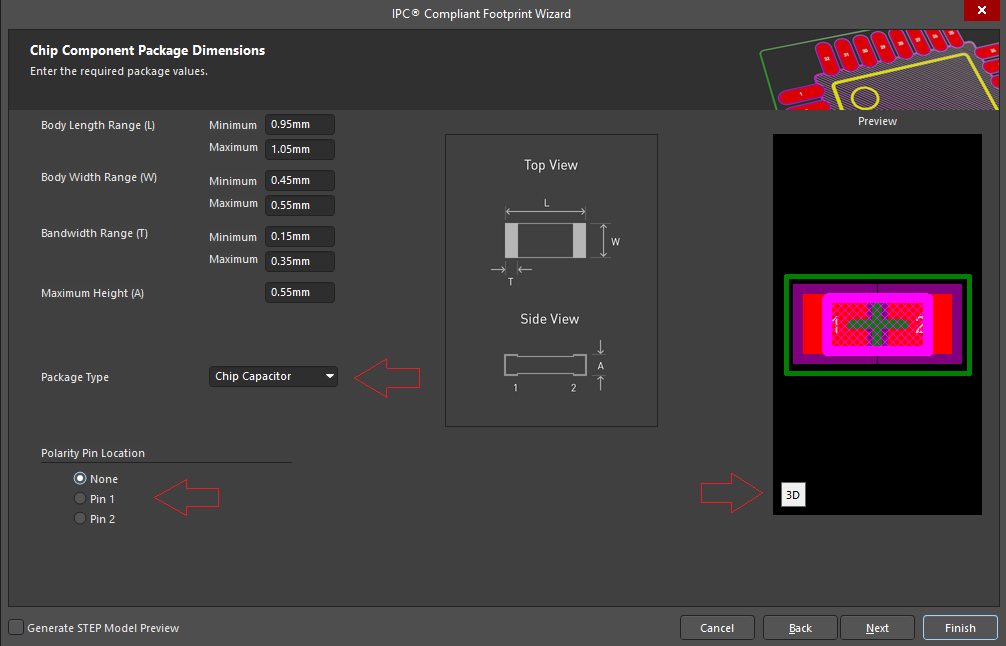 IPC® Compliant Footprint Wizard
Chip Component Package Dimensions
Enter the required package values.
Preview
Body Length Range (L) Minimum 0.95mm
Maximum 1.05mm
Body Width Range (W) Minimum 0.45mm
Maximum 0.55mm
Bandwidth Range (T) Minimum 0.15mm
Maximum 0.35mm
Maximum Height (A) 0.55mm
Top View
L
W
T
Side View
A
1 2
1 2
Package Type Chip Capacitor
Polarity Pin Location
None
Pin 1
Pin 2
3D
Generate STEP Model Preview
Cancel Back Next Finish